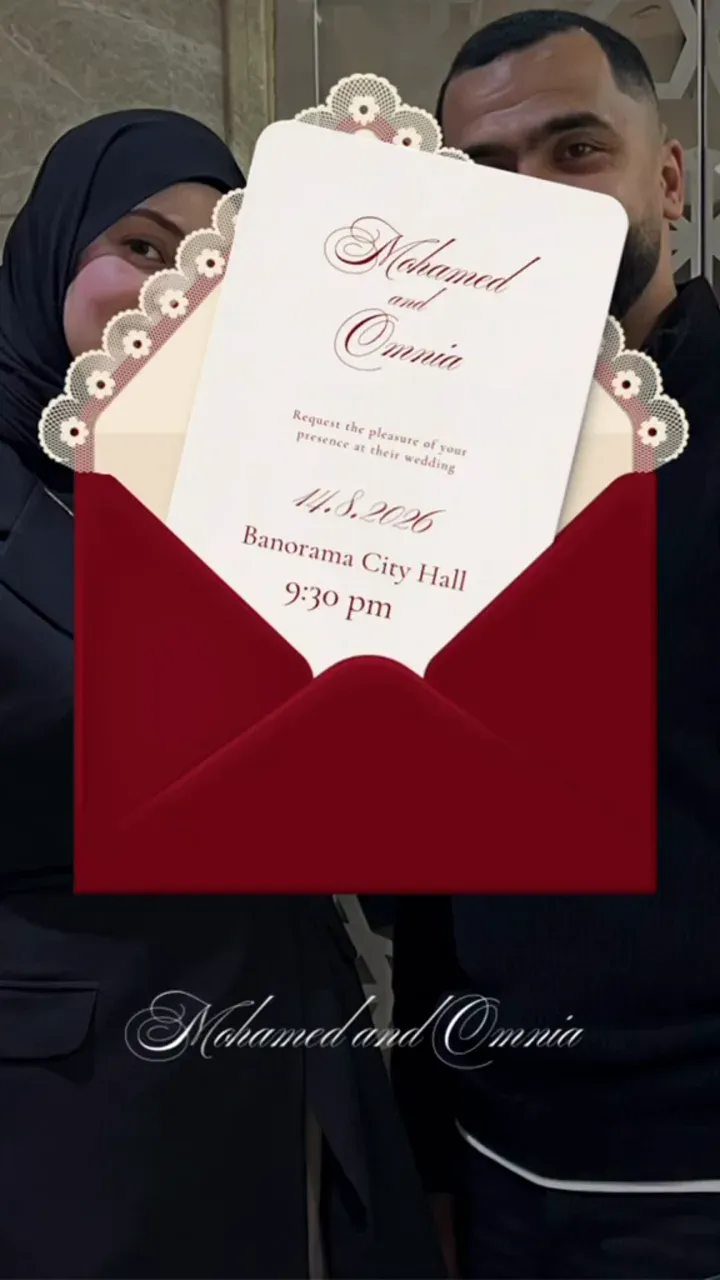 Mohamed
and
Omnia
Request the pleasure of your
presence at their wedding
14.8.2026
Banorama City Hall
9:30 pm
Mohamed and Omnia